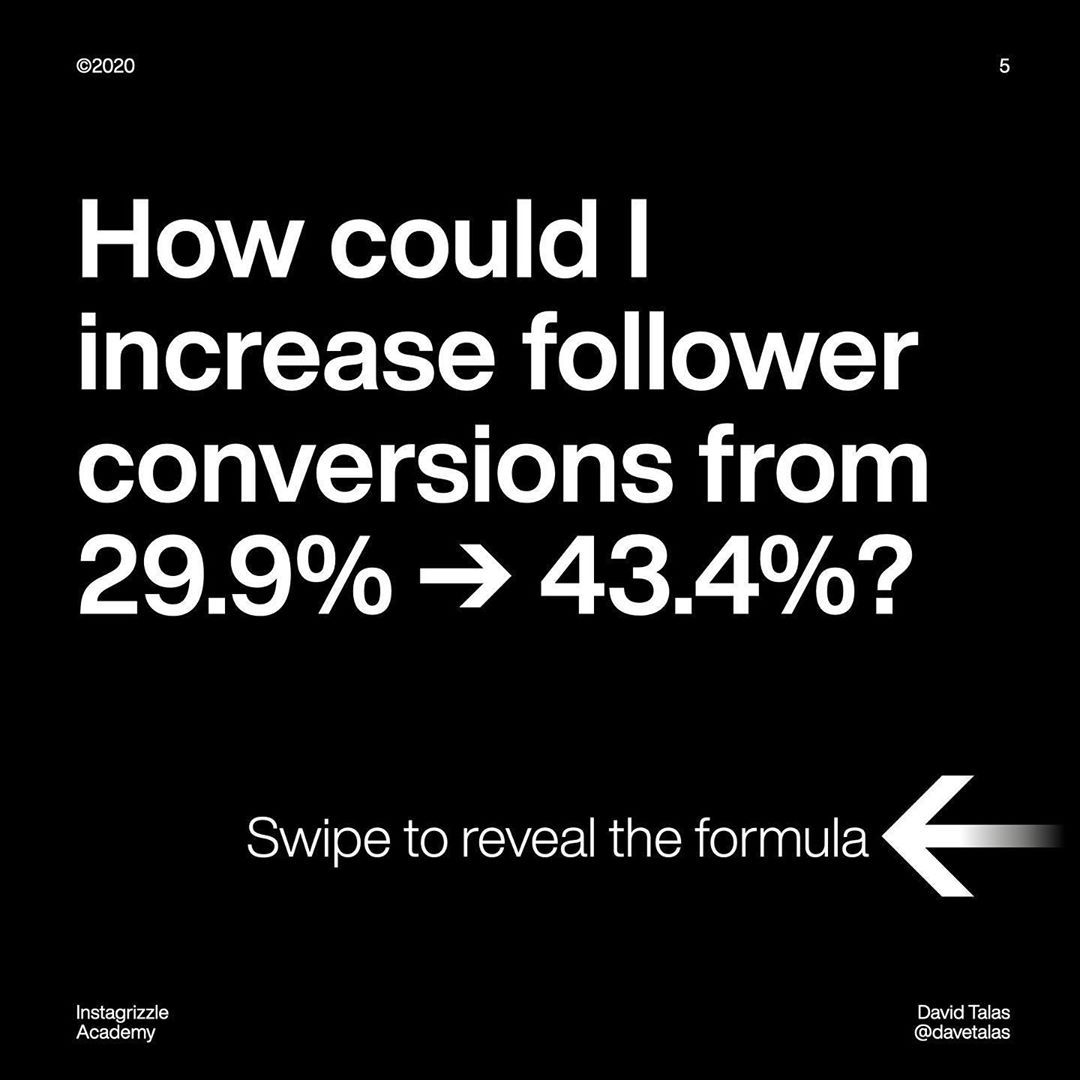 ©2020
5
How could I
increase follower
conversions from
29.9% → 43.4%?
Swipe to reveal the formula
Instagrizzle
Academy
David Talas
@davetalas